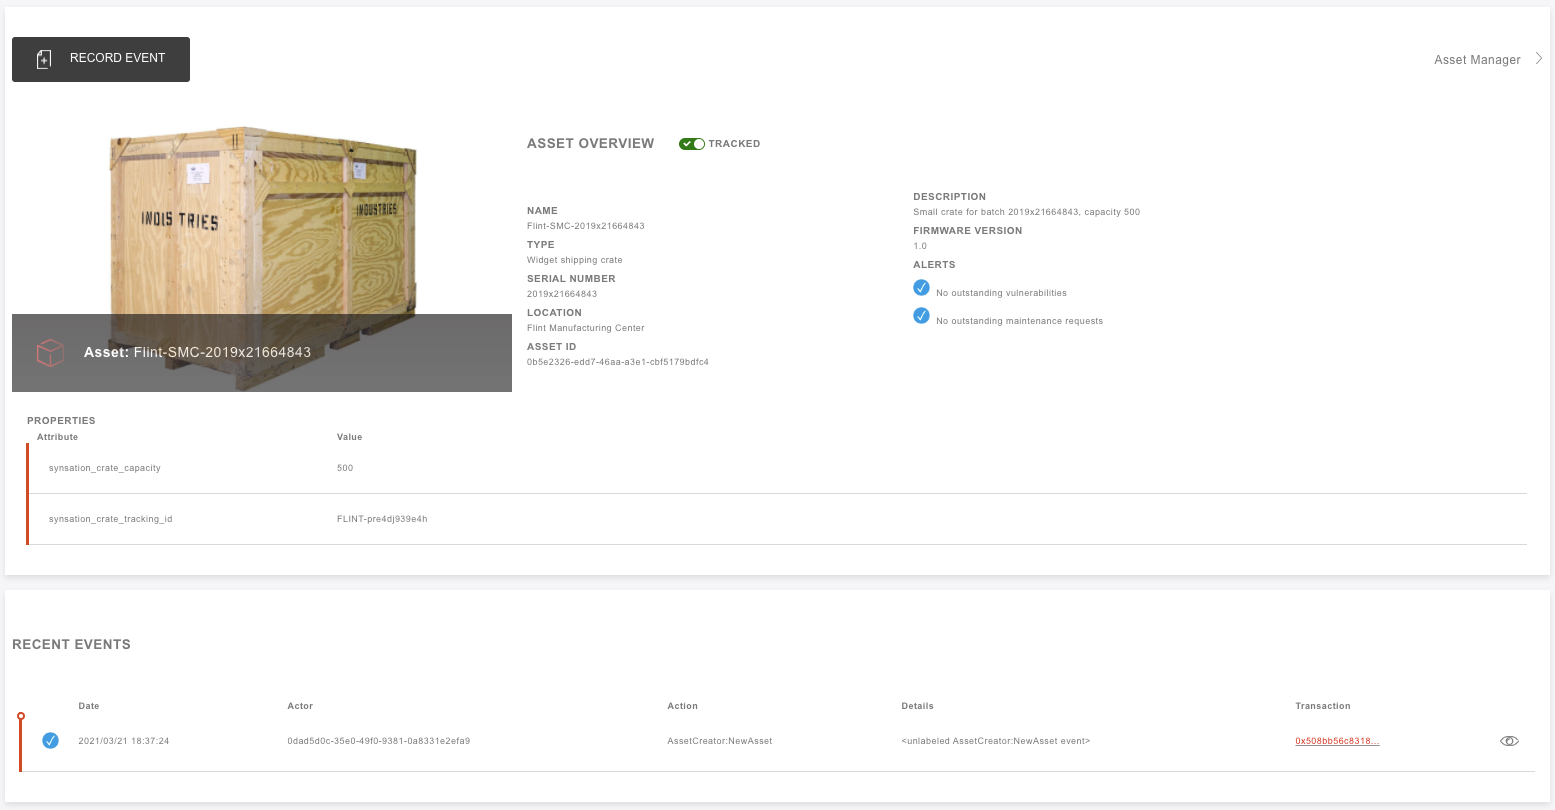 RECORD EVENT
Asset Manager
INDUSTRIES
ASSET OVERVIEW
TRACKED
NAME
Flint-SMC-2019x21664843
TYPE
Widget shipping crate
SERIAL NUMBER
2019x21664843
LOCATION
Flint Manufacturing Center
ASSET ID
0b5e2326-edd7-46aa-a3e1-cbf5179bdfc4
DESCRIPTION
Small crate for batch 2019x21664843, capacity 500
FIRMWARE VERSION
1.0
ALERTS
No outstanding vulnerabilities
No outstanding maintenance requests
Asset: Flint-SMC-2019x21664843
PROPERTIES
Attribute Value
synsation_crate_capacity 500
synsation_crate_tracking_id FLINT-pre4dj939e4h
RECENT EVENTS
Date Actor Action Details Transaction
2021/03/21 18:37:24 0dad5d0c-35e0-49f0-9381-0a8331e2efa9 AssetCreator:NewAsset <unlabeled AssetCreator:NewAsset event> 0x508bb56c8318...